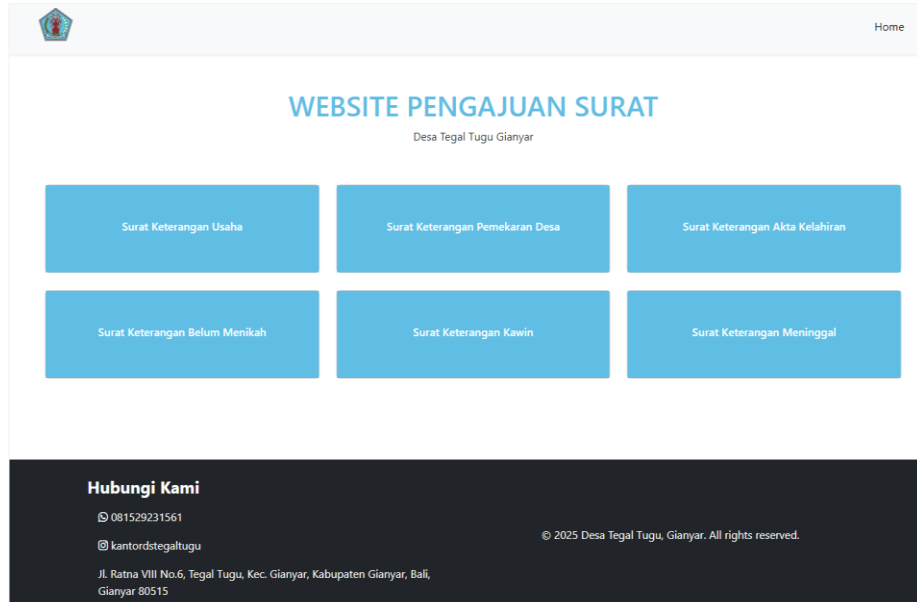 Home
WEBSITE PENGAJUAN SURAT
Desa Tegal Tugu Gianyar
Surat Keterangan Usaha
Surat Keterangan Pemekaran Desa
Surat Keterangan Akta Kelahiran
Surat Keterangan Belum Menikah
Surat Keterangan Kawin
Surat Keterangan Meninggal
Hubungi Kami
081529231561
kantordstegaltugu
Jl. Ratna VIII No.6, Tegal Tugu, Kec. Gianyar, Kabupaten Gianyar, Bali,
Gianyar 80515
© 2025 Desa Tegal Tugu, Gianyar. All rights reserved.